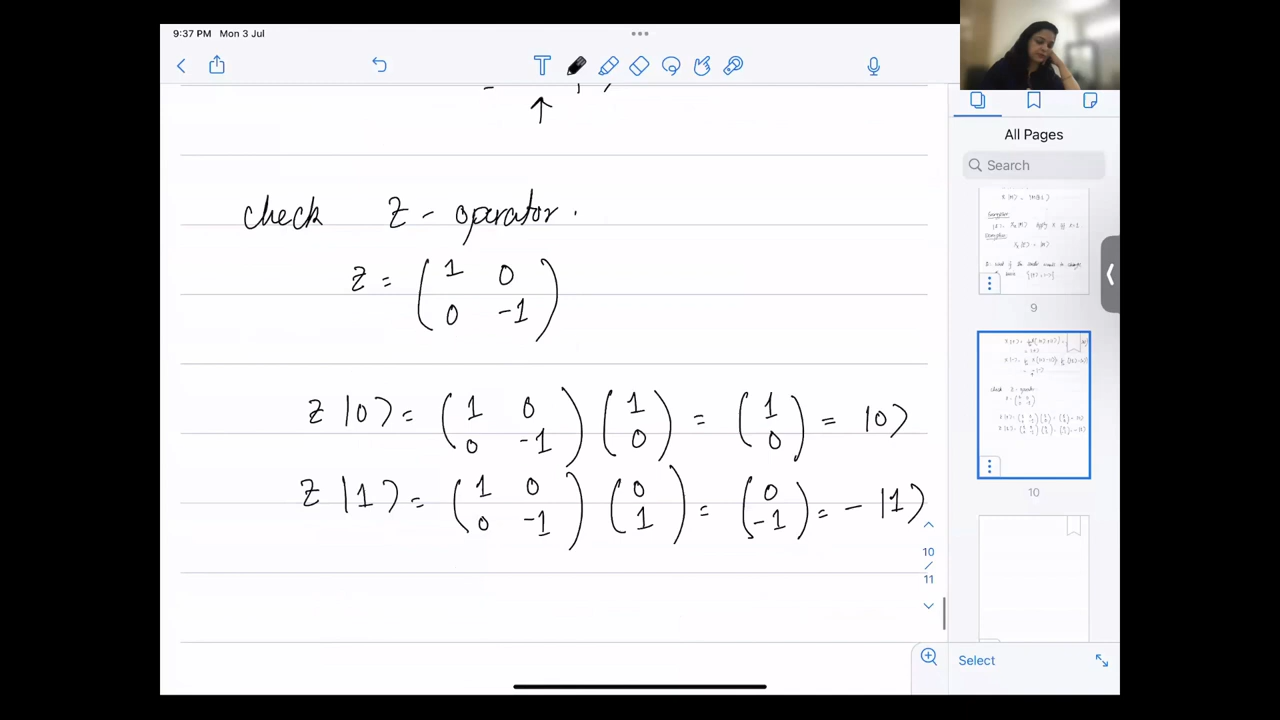 9:37 PM Mon 3 Jul
All Pages
Search
check Z - operator.
Z = (1 0
0 -1)
Z |0⟩ = (1 0
0 -1) (1
0) = (1
0) = |0⟩
Z |1⟩ = (1 0
0 -1) (0
1) = (0
-1) = - |1⟩
10
/
11
9
10
Select